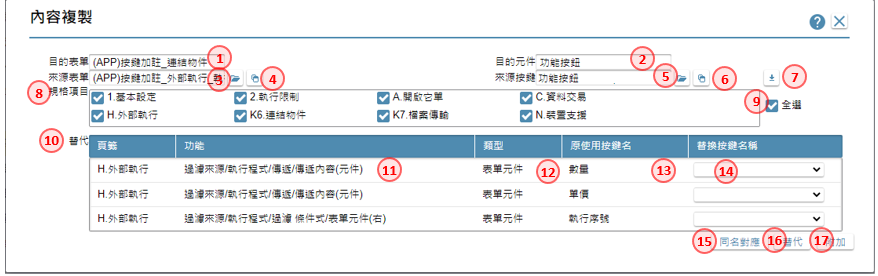 內容複製
?
目的表單 (APP)按鍵加註_連結物件 1 目的元件 功能按鈕 2
來源表單 (APP)按鍵加註_外部執行_ 3 4 來源按鍵 功能按鈕 5 6 7
8 規格項目 1.基本設定 2.執行限制 A.開啟它單 C.資料交易 9 全選
H.外部執行 K6.連結物件 K7.檔案傳輸 N.裝置支援
10 替代 頁籤 功能 類型 原使用按鍵名 替換按鍵名稱
H.外部執行 過濾來源/執行程式/傳遞/傳遞內容(元件) 11 表單元件 12 數量 13 14
H.外部執行 過濾來源/執行程式/傳遞/傳遞內容(元件) 表單元件 單價
H.外部執行 過濾來源/執行程式/過濾 條件式/表單元件(右) 表單元件 執行序號
15 同名對應 16 替代 17 附加